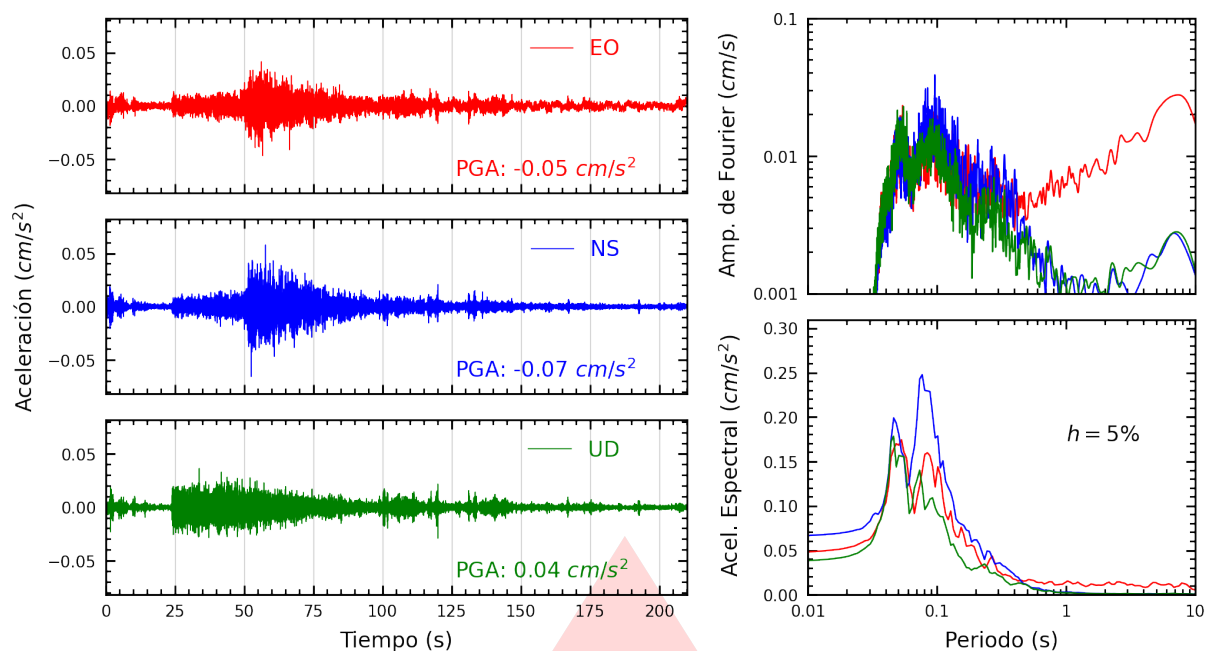 Aceleración (cm/s²)
0.05
0.00
−0.05
EO
PGA: -0.05 cm/s²
0.05
0.00
−0.05
NS
PGA: -0.07 cm/s²
0.05
0.00
−0.05
UD
PGA: 0.04 cm/s²
0 25 50 75 100 125 150 175 200
Tiempo (s)
Amp. de Fourier (cm/s)
0.1
0.01
0.001
Acel. Espectral (cm/s²)
0.30
0.25
0.20
0.15
0.10
0.05
0.00
h = 5%
0.01 0.1 1 10
Periodo (s)